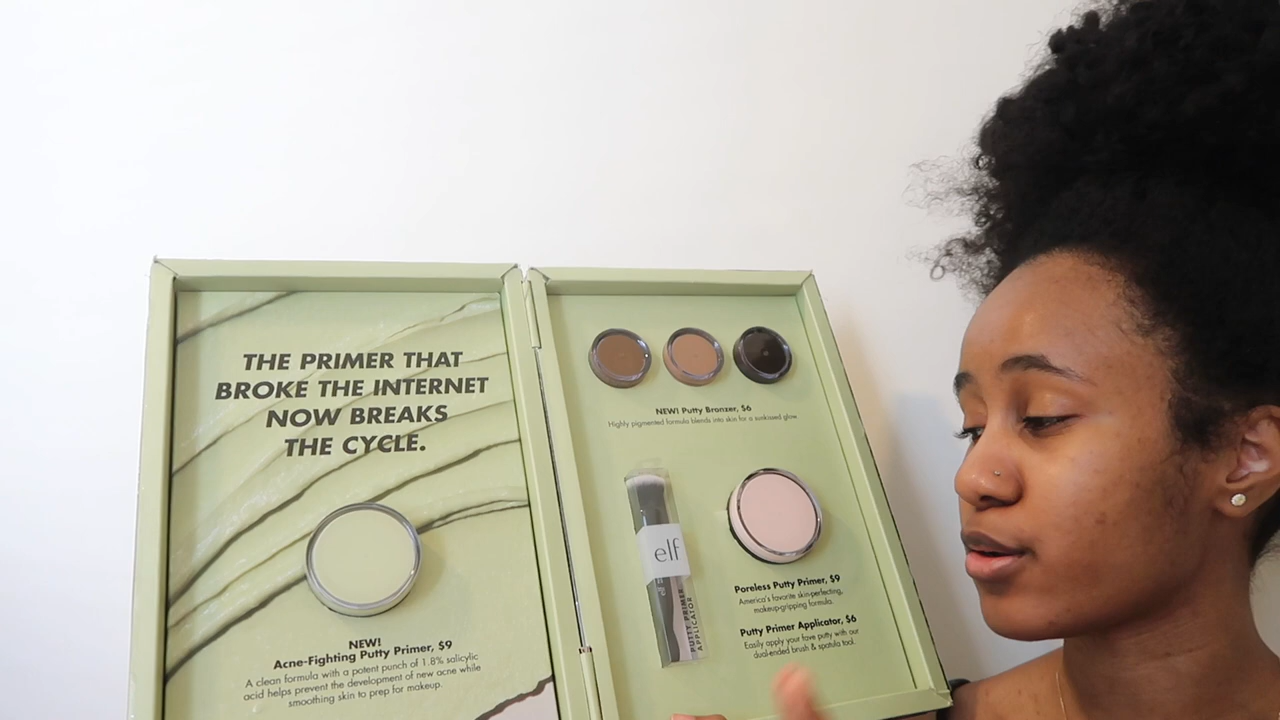 THE PRIMER THAT
BROKE THE INTERNET
NOW BREAKS
THE CYCLE.
NEW!
Acne-Fighting Putty Primer, $9
A clean formula with a potent punch of 1.8% salicylic
acid helps prevent the development of new acne while
smoothing skin to prep for makeup.
NEW! Putty Bronzer, $6
Highly pigmented formula blends into skin for a sunkissed glow
elf
PUTTY PRIMER
APPLICATOR
Poreless Putty Primer, $9
America's favorite skin-perfecting,
makeup-gripping formula.
Putty Primer Applicator, $6
Easily apply your fave putty with our
dual-ended brush & spatula tool.